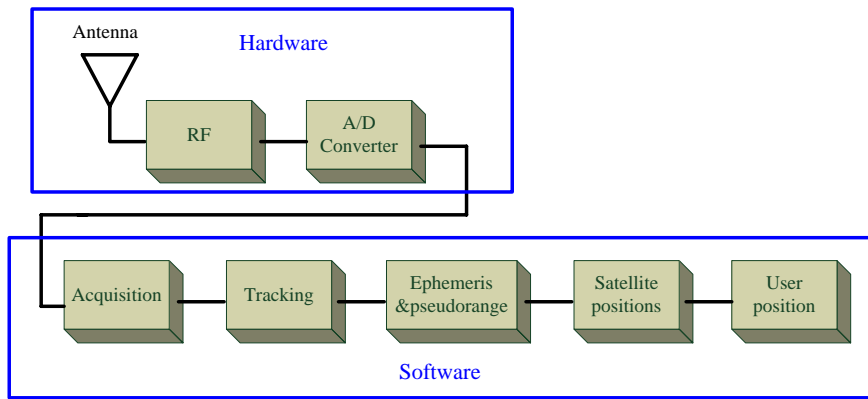 Antenna
Hardware
RF
A/D
Converter
Acquisition
Tracking
Ephemeris
&pseudorange
Satellite
positions
User
position
Software